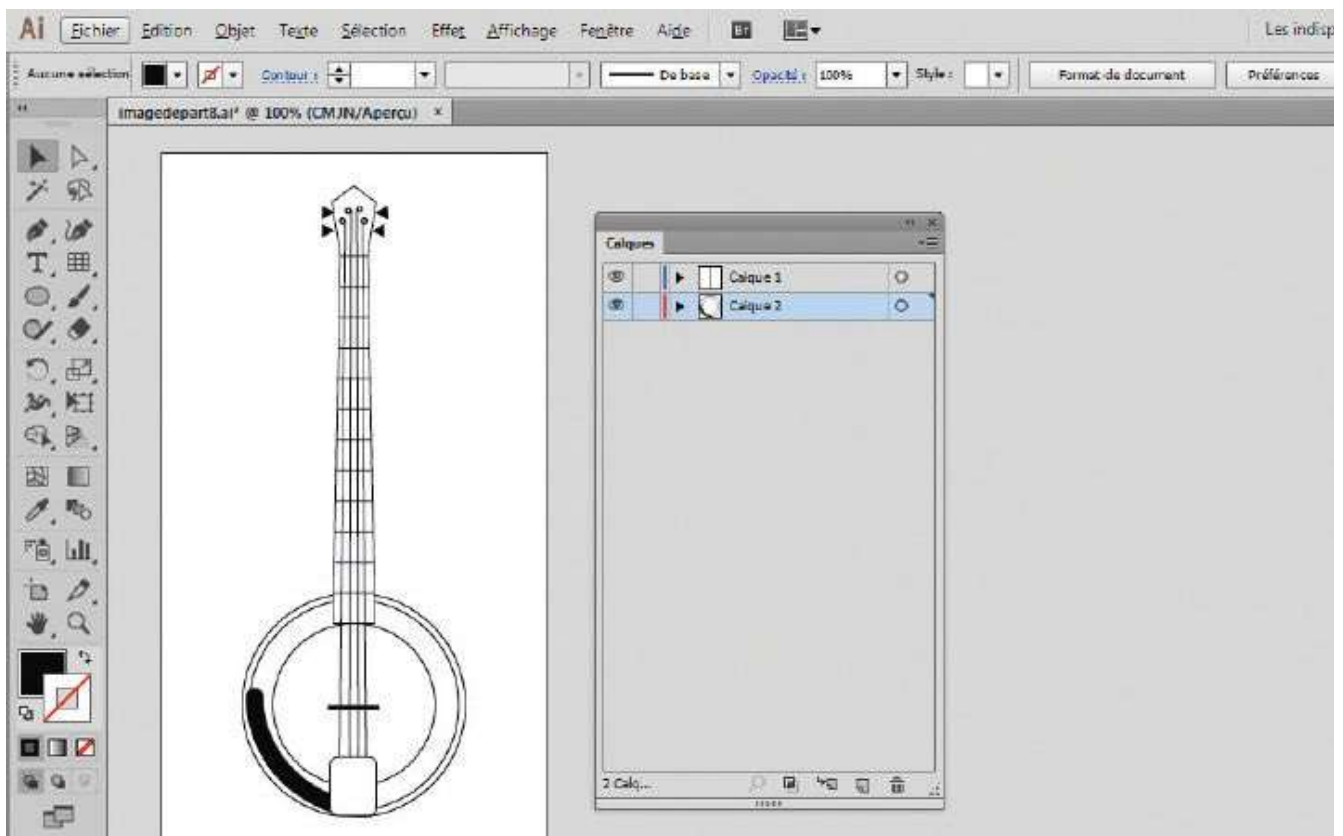 Ai Fichier Edition Objet Texte Sélection Effet Affichage Fenêtre Aide Br Les indisp
Aucune sélection Contour : De base Opacité : 100% Style : Format de document Préférences
imagedepart8.ai* @ 100% (CMJN/Aperçu) ×
Calques
Calque 1
Calque 2
2 Calq...